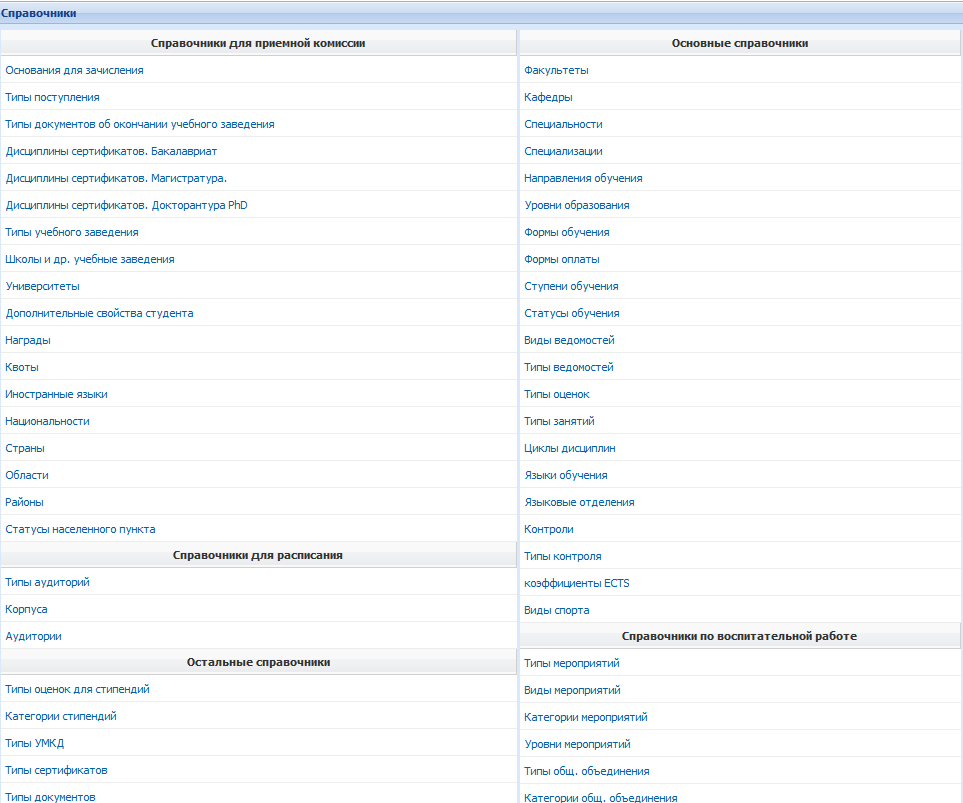 Справочники
Справочники для приемной комиссии
Основания для зачисления
Типы поступления
Типы документов об окончании учебного заведения
Дисциплины сертификатов. Бакалавриат
Дисциплины сертификатов. Магистратура.
Дисциплины сертификатов. Докторантура PhD
Типы учебного заведения
Школы и др. учебные заведения
Университеты
Дополнительные свойства студента
Награды
Квоты
Иностранные языки
Национальности
Страны
Области
Районы
Статусы населенного пункта
Справочники для расписания
Типы аудиторий
Корпуса
Аудитории
Остальные справочники
Типы оценок для стипендий
Категории стипендий
Типы УМКД
Типы сертификатов
Типы документов
Основные справочники
Факультеты
Кафедры
Специальности
Специализации
Направления обучения
Уровни образования
Формы обучения
Формы оплаты
Ступени обучения
Статусы обучения
Виды ведомостей
Типы ведомостей
Типы оценок
Типы занятий
Циклы дисциплин
Языки обучения
Языковые отделения
Контроли
Типы контроля
коэффициенты ECTS
Виды спорта
Справочники по воспитательной работе
Типы мероприятий
Виды мероприятий
Категории мероприятий
Уровни мероприятий
Типы общ. объединения
Категории общ. объединения